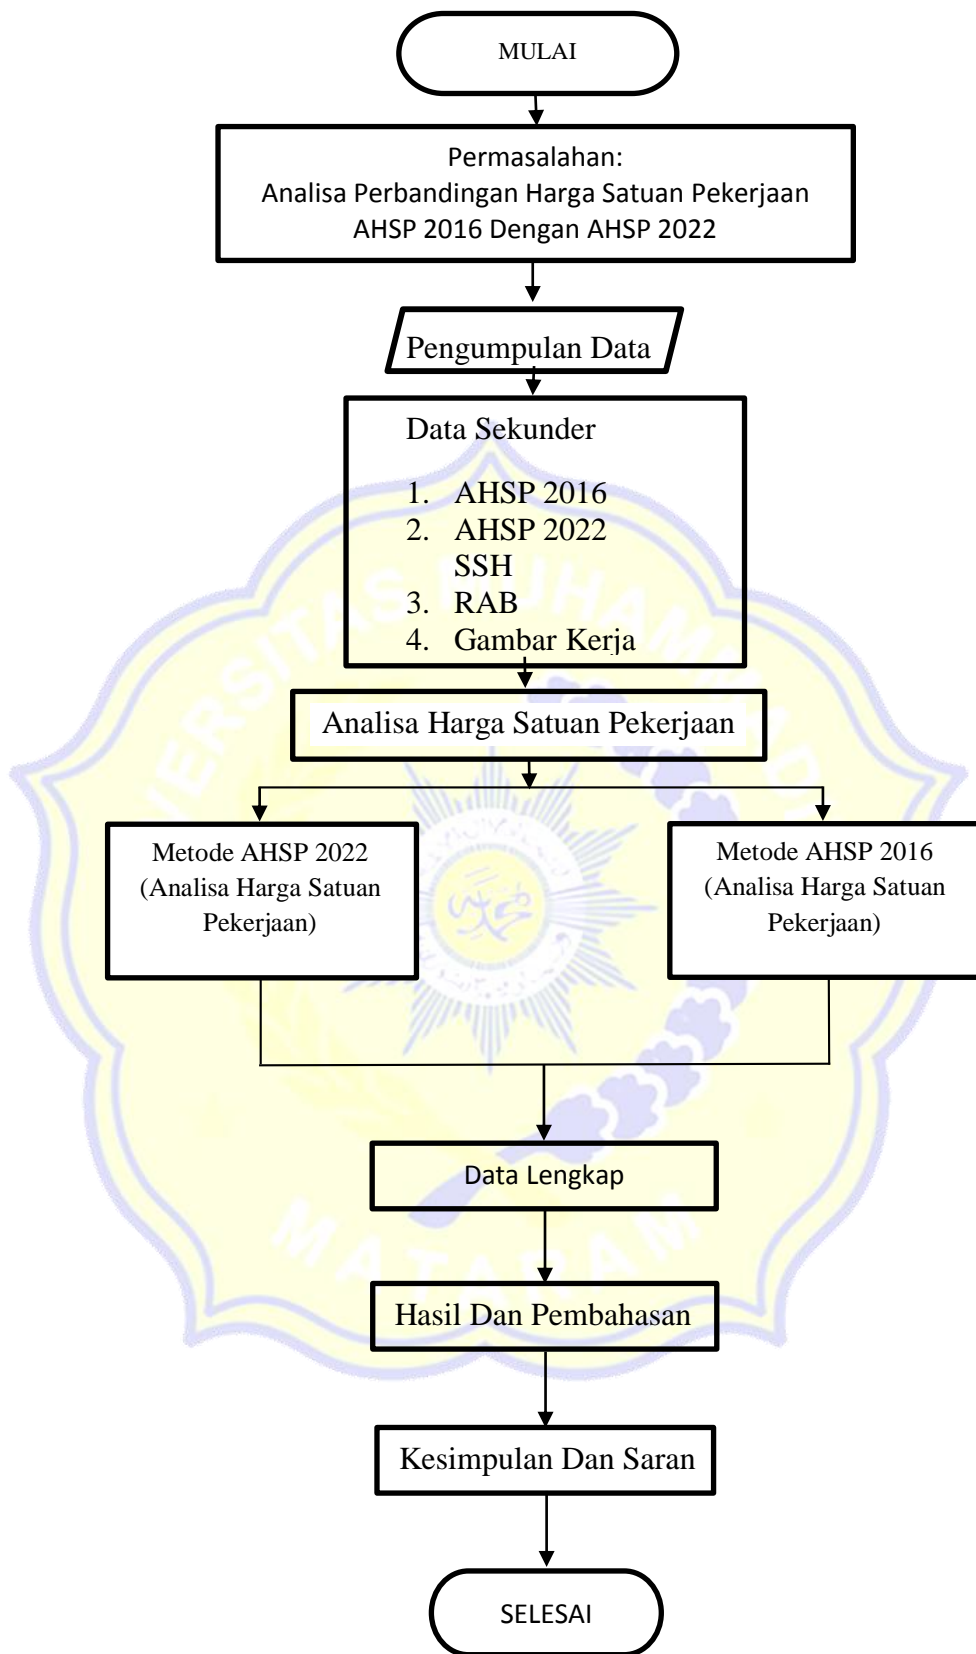 MULAI
Permasalahan:
Analisa Perbandingan Harga Satuan Pekerjaan
AHSP 2016 Dengan AHSP 2022
Pengumpulan Data
Data Sekunder
1. AHSP 2016
2. AHSP 2022
SSH
3. RAB
4. Gambar Kerja
Analisa Harga Satuan Pekerjaan
Metode AHSP 2022
(Analisa Harga Satuan
Pekerjaan)
Metode AHSP 2016
(Analisa Harga Satuan
Pekerjaan)
Data Lengkap
Hasil Dan Pembahasan
Kesimpulan Dan Saran
SELESAI
MATARAM